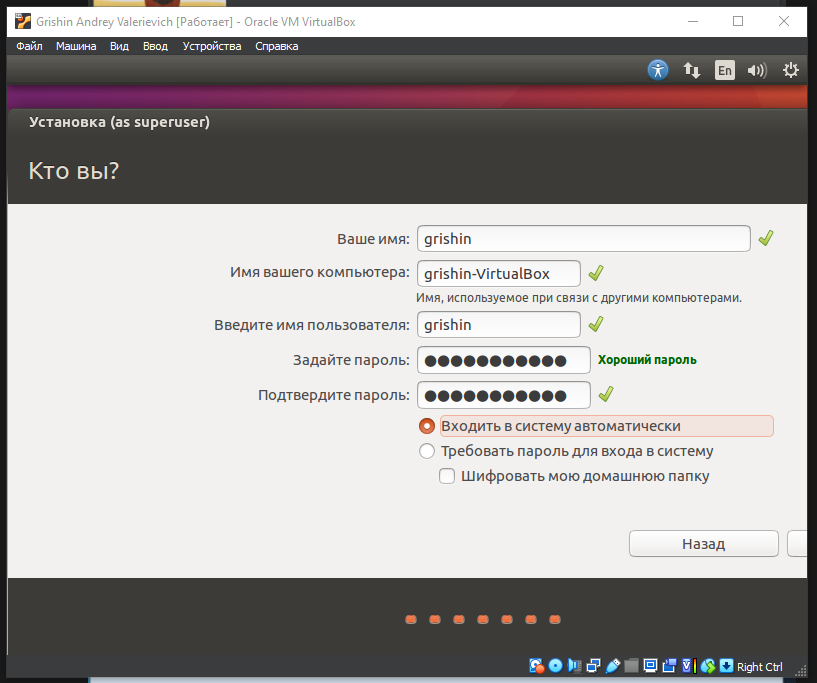 Grishin Andrey Valerievich [Работает] - Oracle VM VirtualBox
Файл Машина Вид Ввод Устройства Справка
En
Установка (as superuser)
Кто вы?
Ваше имя: grishin
Имя вашего компьютера: grishin-VirtualBox
Имя, используемое при связи с другими компьютерами.
Введите имя пользователя: grishin
Задайте пароль: ●●●●●●●●●●● Хороший пароль
Подтвердите пароль: ●●●●●●●●●●●
Входить в систему автоматически
Требовать пароль для входа в систему
Шифровать мою домашнюю папку
Назад
Right Ctrl